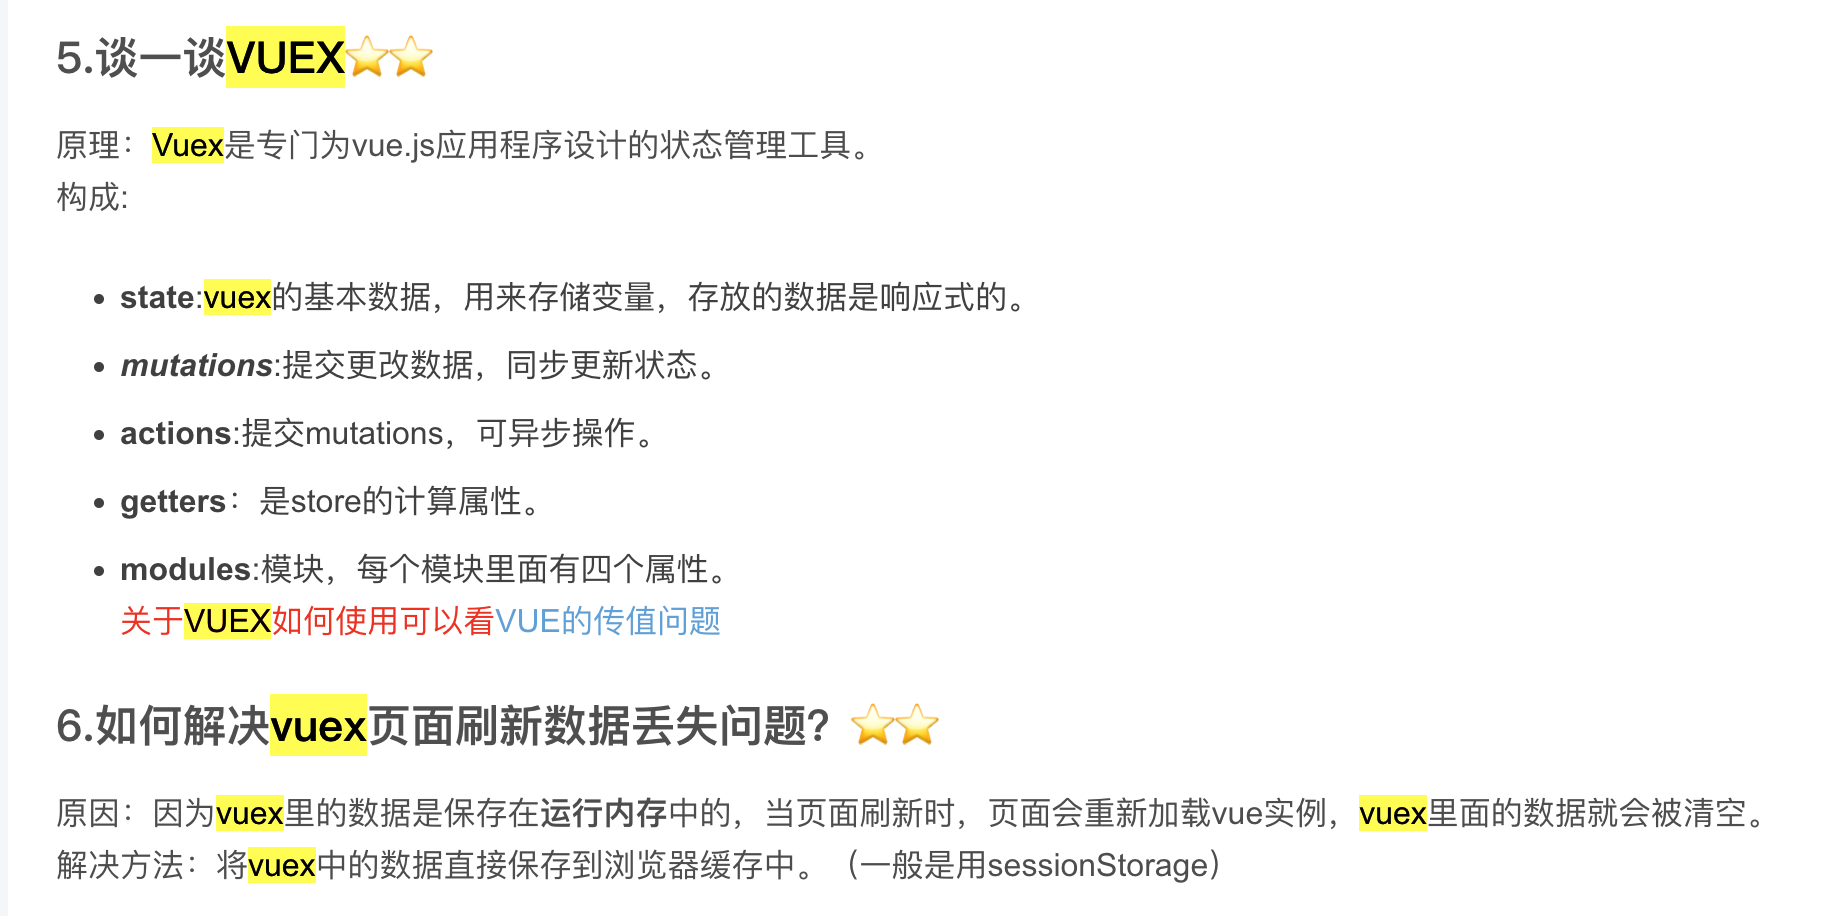 5.谈一谈VUEX⭐⭐
原理：Vuex是专门为vue.js应用程序设计的状态管理工具。
构成:
• state:vuex的基本数据，用来存储变量，存放的数据是响应式的。
• mutations:提交更改数据，同步更新状态。
• actions:提交mutations，可异步操作。
• getters：是store的计算属性。
• modules:模块，每个模块里面有四个属性。
关于VUEX如何使用可以看VUE的传值问题
6.如何解决vuex页面刷新数据丢失问题? ⭐⭐
原因：因为vuex里的数据是保存在运行内存中的，当页面刷新时，页面会重新加载vue实例，vuex里面的数据就会被清空。
解决方法：将vuex中的数据直接保存到浏览器缓存中。（一般是用sessionStorage）